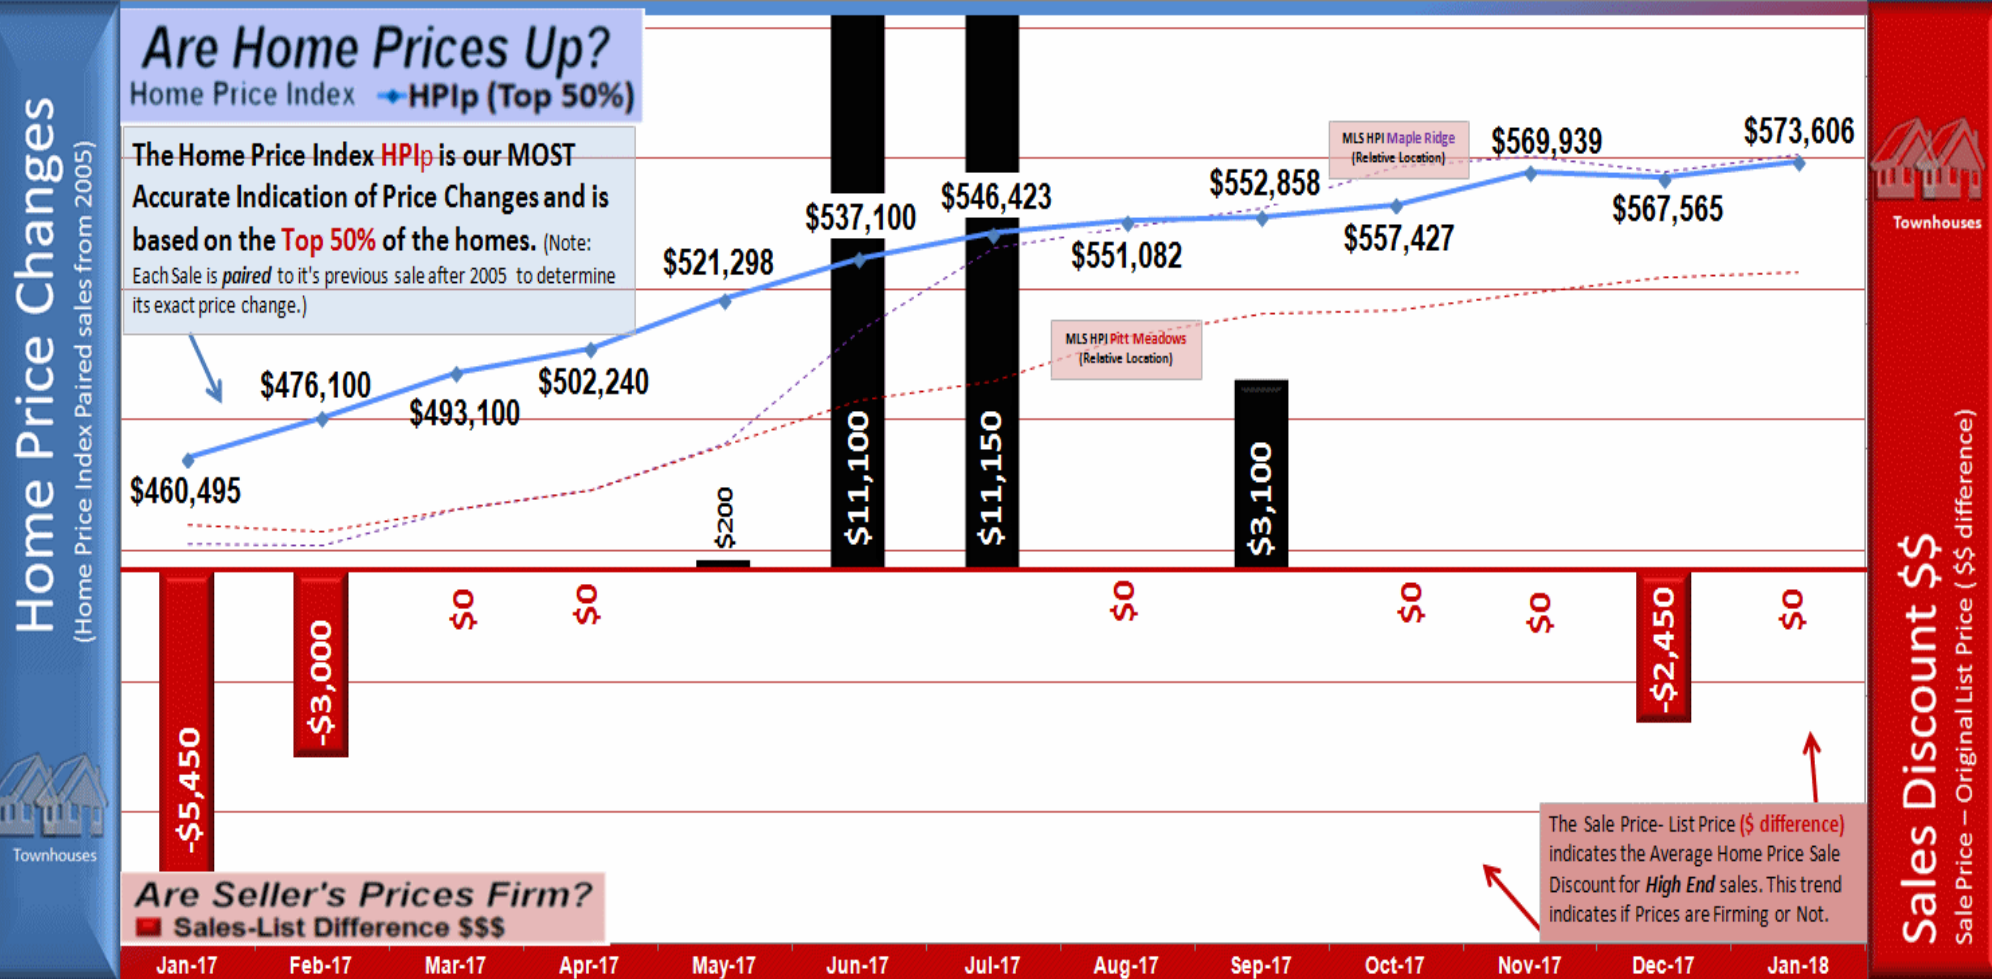 Home Price Changes
(Home Price Index Paired sales from 2005)
Townhouses
Are Home Prices Up?
Home Price Index HPIp (Top 50%)
The Home Price Index HPIp is our MOST
Accurate Indication of Price Changes and is
based on the Top 50% of the homes. (Note:
Each Sale is paired to it's previous sale after 2005 to determine
its exact price change.)
$460,495
$476,100
$493,100
$502,240
$521,298
$537,100
$546,423
$551,082
$552,858
$557,427
$569,939
$567,565
$573,606
MLS HPI Maple Ridge
(Relative Location)
MLS HPI Pitt Meadows
(Relative Location)
-$5,450
-$3,000
$0
$0
$200
$11,100
$11,150
$0
$3,100
$0
$0
-$2,450
$0
Are Seller's Prices Firm?
Sales-List Difference $$$
The Sale Price- List Price ($ difference)
indicates the Average Home Price Sale
Discount for High End sales. This trend
indicates if Prices are Firming or Not.
Jan-17 Feb-17 Mar-17 Apr-17 May-17 Jun-17 Jul-17 Aug-17 Sep-17 Oct-17 Nov-17 Dec-17 Jan-18
Townhouses
Sales Discount $$
Sale Price – Original List Price ( $$ difference)